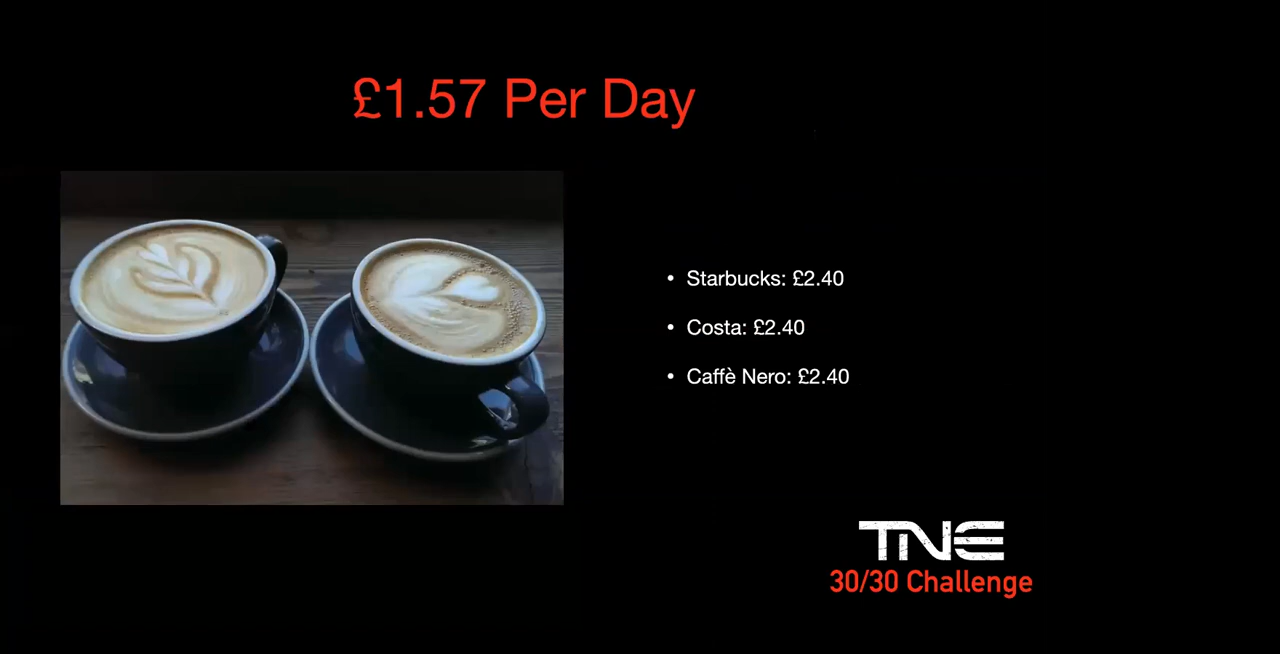 £1.57 Per Day
• Starbucks: £2.40
• Costa: £2.40
• Caffè Nero: £2.40
TNE
30/30 Challenge